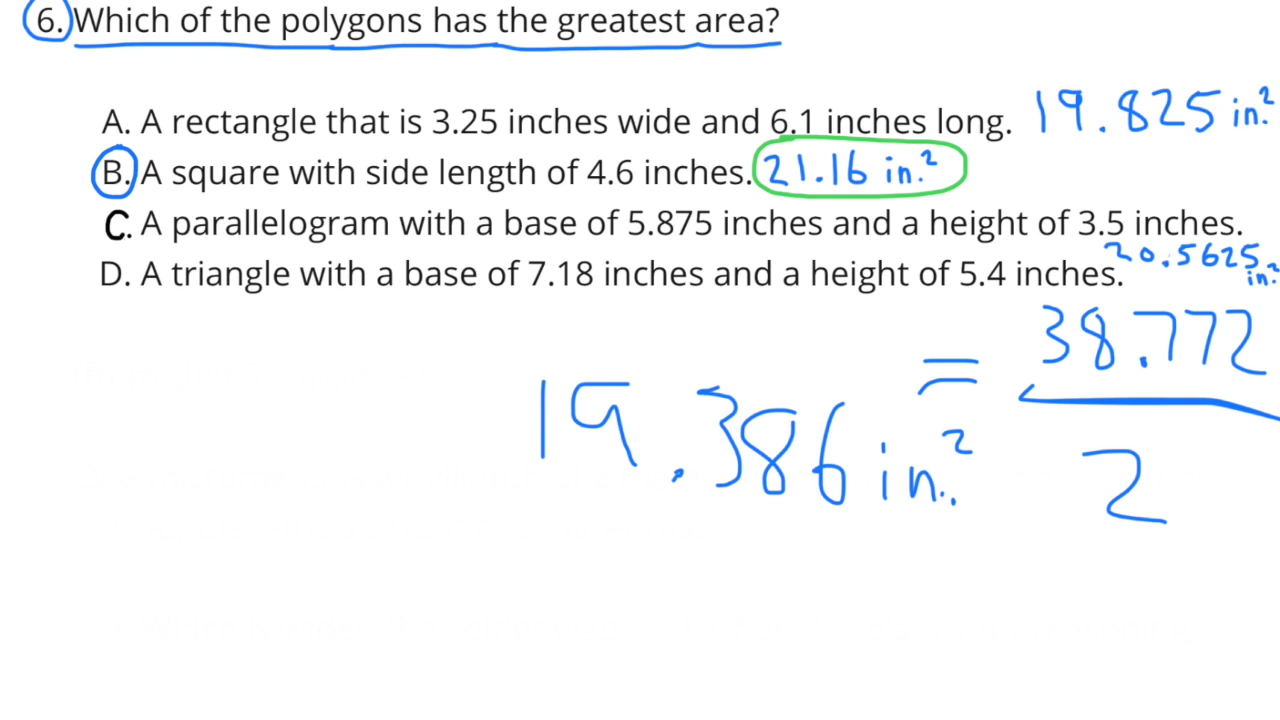 6. Which of the polygons has the greatest area?
A. A rectangle that is 3.25 inches wide and 6.1 inches long. 19.825 in.²
B. A square with side length of 4.6 inches. 21.16 in.²
C. A parallelogram with a base of 5.875 inches and a height of 3.5 inches.
20.5625 in.²
D. A triangle with a base of 7.18 inches and a height of 5.4 inches.
38.772
19.386 in.² =
2